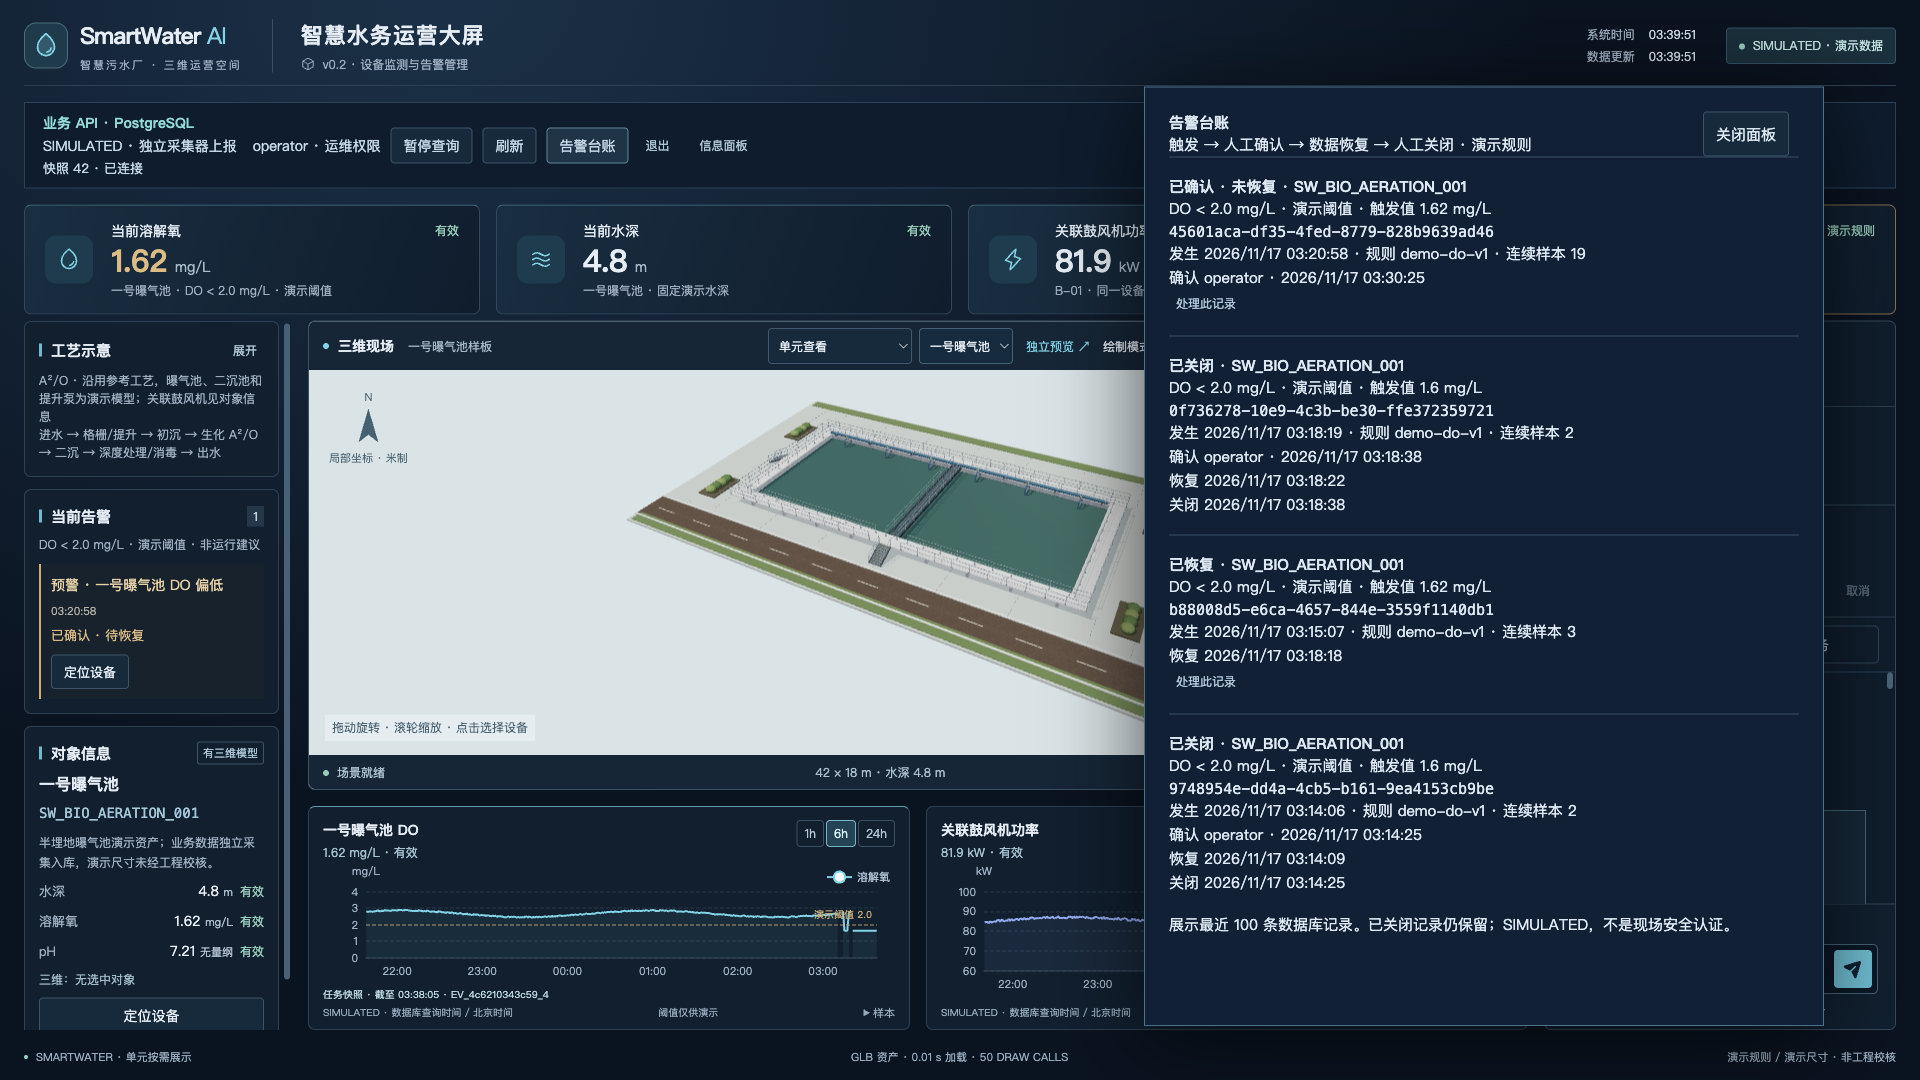 SmartWater AI
智慧污水厂 · 三维运营空间
智慧水务运营大屏
v0.2 · 设备监测与告警管理
系统时间 03:39:51
数据更新 03:39:51
SIMULATED · 演示数据
业务 API · PostgreSQL
SIMULATED · 独立采集器上报 operator · 运维权限 暂停查询 刷新 告警台账 退出 信息面板
快照 42 · 已连接
当前溶解氧 有效
1.62 mg/L
一号曝气池 · DO < 2.0 mg/L · 演示阈值
当前水深 有效
4.8 m
一号曝气池 · 固定演示水深
关联鼓风机功率
81.9 kW
B-01 · 同一设备
演示规则
工艺示意 展开
A²/O · 沿用参考工艺，曝气池、二沉池和
提升泵为演示模型；关联鼓风机见对象信
息
进水 → 格栅/提升 → 初沉 → 生化 A²/O
→ 二沉 → 深度处理/消毒 → 出水
当前告警 1
DO < 2.0 mg/L · 演示阈值 · 非运行建议
预警 · 一号曝气池 DO 偏低
03:20:58
已确认 · 待恢复
定位设备
对象信息 有三维模型
一号曝气池
SW_BIO_AERATION_001
半埋地曝气池演示资产；业务数据独立采
集入库，演示尺寸未经工程校核。
水深 4.8 m 有效
溶解氧 1.62 mg/L 有效
pH 7.21 无量纲 有效
三维：无选中对象
定位设备
三维现场 一号曝气池样板 单元查看 一号曝气池 独立预览 ↗ 绘制模式
N
局部坐标 · 米制
拖动旋转 · 滚轮缩放 · 点击选择设备
场景就绪 42 × 18 m · 水深 4.8 m
一号曝气池 DO 1h 6h 24h
1.62 mg/L · 有效
mg/L
溶解氧
4
3
2
1
0
演示阈值 2.0
22:00 23:00 00:00 01:00 02:00 03:00
任务快照 · 截至 03:38:05 · EV_4c6210343c59_4
SIMULATED · 数据库查询时间 / 北京时间 阈值仅供演示 ▶ 样本
关联鼓风机功率
81.9 kW · 有效
kW
100
90
80
70
60
22:00 23:00
SIMULATED · 数据库查询时间 / 北京时间
告警台账 关闭面板
触发 → 人工确认 → 数据恢复 → 人工关闭 · 演示规则
已确认 · 未恢复 · SW_BIO_AERATION_001
DO < 2.0 mg/L · 演示阈值 · 触发值 1.62 mg/L
45601aca-df35-4fed-8779-828b9639ad46
发生 2026/11/17 03:20:58 · 规则 demo-do-v1 · 连续样本 19
确认 operator · 2026/11/17 03:30:25
处理此记录
已关闭 · SW_BIO_AERATION_001
DO < 2.0 mg/L · 演示阈值 · 触发值 1.6 mg/L
0f736278-10e9-4c3b-be30-ffe372359721
发生 2026/11/17 03:18:19 · 规则 demo-do-v1 · 连续样本 2
确认 operator · 2026/11/17 03:18:38
恢复 2026/11/17 03:18:22
关闭 2026/11/17 03:18:38
已恢复 · SW_BIO_AERATION_001
DO < 2.0 mg/L · 演示阈值 · 触发值 1.62 mg/L
b88008d5-e6ca-4657-844e-3559f1140db1
发生 2026/11/17 03:15:07 · 规则 demo-do-v1 · 连续样本 3
恢复 2026/11/17 03:18:18
处理此记录
已关闭 · SW_BIO_AERATION_001
DO < 2.0 mg/L · 演示阈值 · 触发值 1.6 mg/L
9748954e-dd4a-4cb5-b161-9ea4153cb9be
发生 2026/11/17 03:14:06 · 规则 demo-do-v1 · 连续样本 2
确认 operator · 2026/11/17 03:14:25
恢复 2026/11/17 03:14:09
关闭 2026/11/17 03:14:25
展示最近 100 条数据库记录。已关闭记录仍保留；SIMULATED，不是现场安全认证。
取消
SMARTWATER · 单元按需展示
GLB 资产 · 0.01 s 加载 · 50 DRAW CALLS
演示规则 / 演示尺寸 · 非工程校核